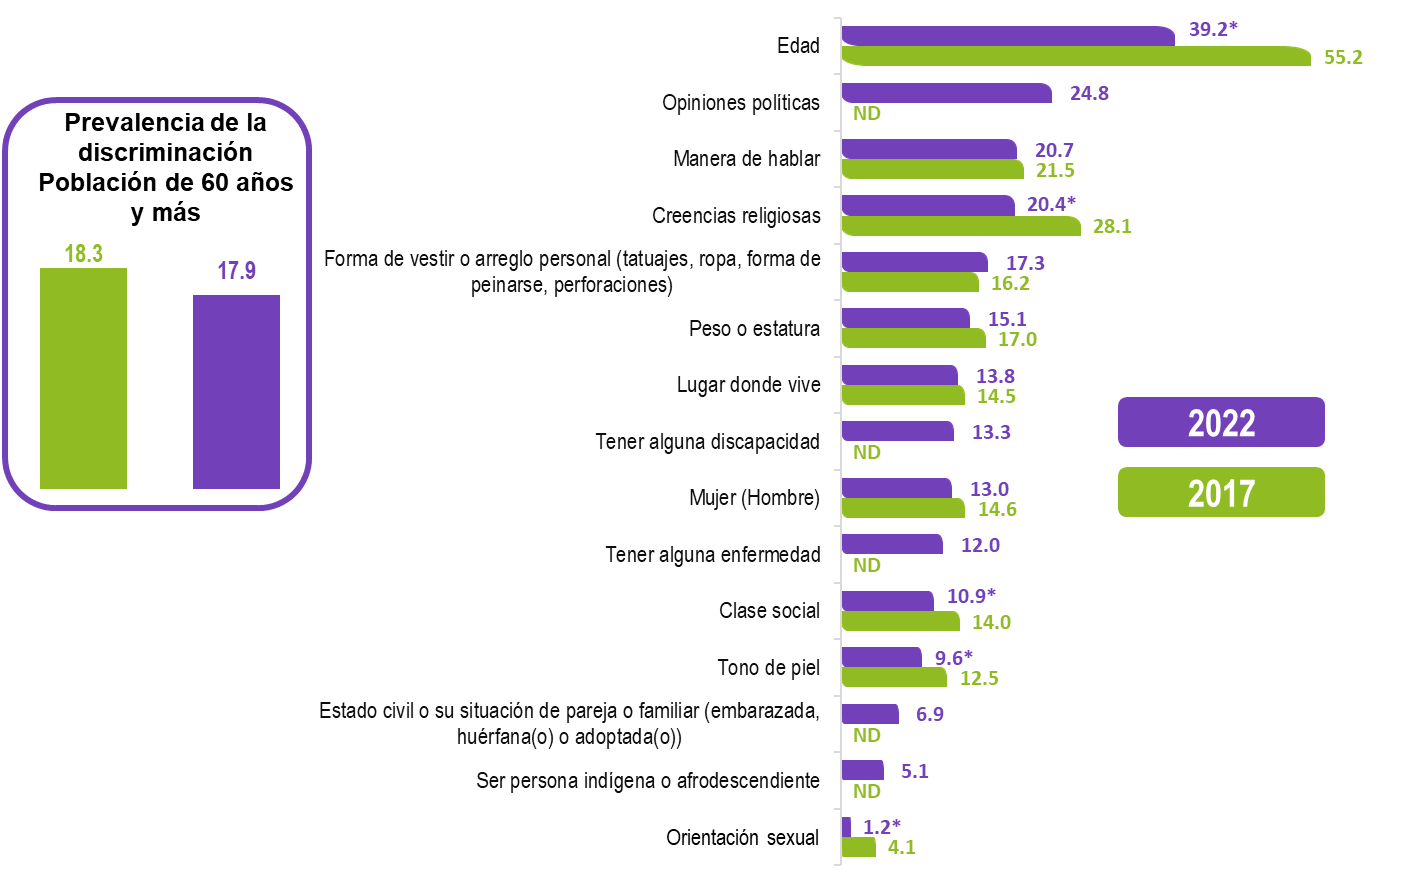 Prevalencia de la
discriminación
Población de 60 años
y más
18.3
17.9
Edad
39.2*
55.2
Opiniones políticas
24.8
ND
Manera de hablar
20.7
21.5
Creencias religiosas
20.4*
28.1
Forma de vestir o arreglo personal (tatuajes, ropa, forma de
peinarse, perforaciones)
17.3
16.2
Peso o estatura
15.1
17.0
Lugar donde vive
13.8
14.5
Tener alguna discapacidad
13.3
ND
Mujer (Hombre)
13.0
14.6
Tener alguna enfermedad
12.0
ND
Clase social
10.9*
14.0
Tono de piel
9.6*
12.5
Estado civil o su situación de pareja o familiar (embarazada,
huérfana(o) o adoptada(o))
6.9
ND
Ser persona indígena o afrodescendiente
5.1
ND
Orientación sexual
1.2*
4.1
2022
2017